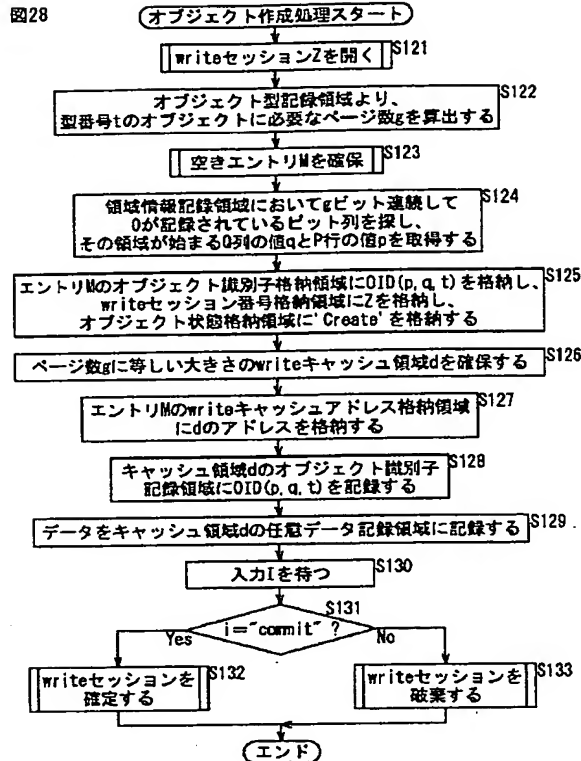 図28
オブジェクト作成処理スタート
writeセッションZを開く
S121
オブジェクト型記録領域より、
型番号tのオブジェクトに必要なページ数gを算出する
S122
空きエントリMを確保
S123
領域情報記録領域においてgビット連続して
0が記録されているビット列を探し、
その領域が始まるQ列の値qとP行の値pを取得する
S124
エントリMのオブジェクト識別子格納領域にOID(p,q,t)を格納し、
writeセッション番号格納領域にZを格納し、
オブジェクト状態格納領域に'Create'を格納する
S125
ページ数gに等しい大きさのwriteキャッシュ領域dを確保する
S126
エントリMのwriteキャッシュアドレス格納領域
にdのアドレスを格納する
S127
キャッシュ領域dのオブジェクト識別子
記録領域にOID(p,q,t)を記録する
S128
データをキャッシュ領域dの任意データ記録領域に記録する
S129
入力Iを待つ
S130
i=="commit" ?
S131
Yes
No
writeセッションを
確定する
S132
writeセッションを
破棄する
S133
エンド